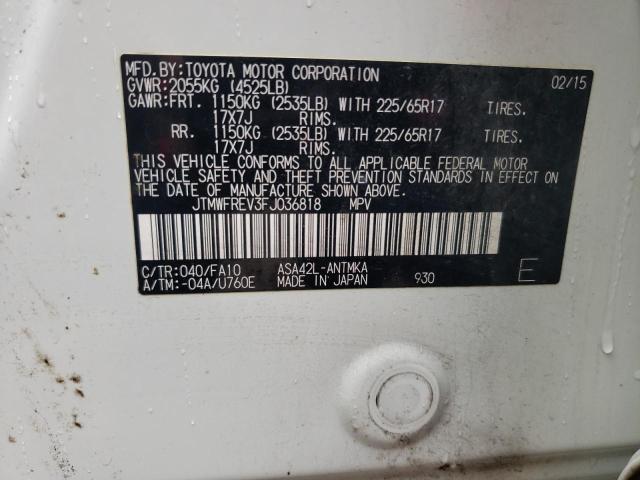 MFD.BY:TOYOTA MOTOR CORPORATION 02/15
GVWR:2055KG (4525LB)
GAWR:FRT. 1150KG (2535LB) WITH 225/65R17 TIRES.
17X7J RIMS.
RR. 1150KG (2535LB) WITH 225/65R17 TIRES.
17X7J RIMS.
THIS VEHICLE CONFORMS TO ALL APPLICABLE FEDERAL MOTOR
VEHICLE SAFETY AND THEFT PREVENTION STANDARDS IN EFFECT ON
THE DATE OF MANUFACTURE SHOWN ABOVE.
JTMWFREV3FJ036818 MPV
C/TR:040/FA10 ASA42L-ANTMKA
A/TM:-04A/U760E MADE IN JAPAN 930 E